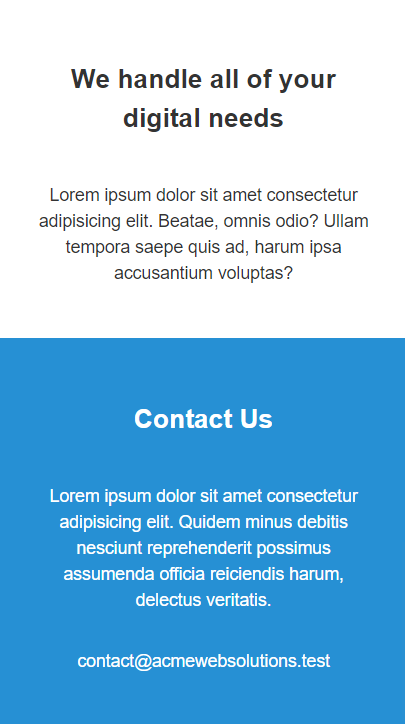 We handle all of your
digital needs
Lorem ipsum dolor sit amet consectetur
adipisicing elit. Beatae, omnis odio? Ullam
tempora saepe quis ad, harum ipsa
accusantium voluptas?
Contact Us
Lorem ipsum dolor sit amet consectetur
adipisicing elit. Quidem minus debitis
nesciunt reprehenderit possimus
assumenda officia reiciendis harum,
delectus veritatis.
contact@acmewebsolutions.test